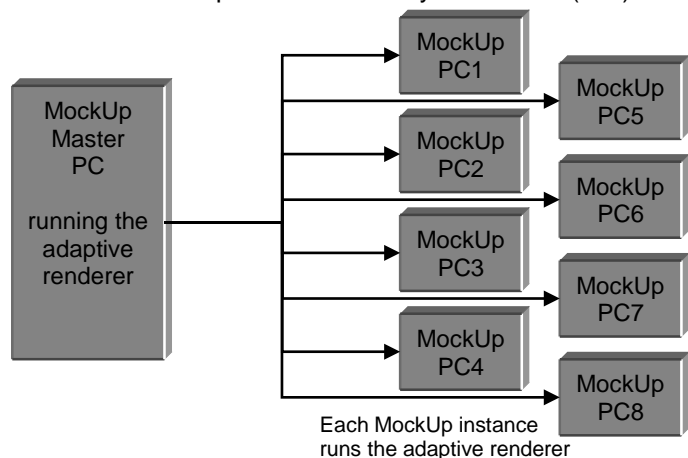 MockUp
Master
PC
running the
adaptive
renderer
MockUp
PC1
MockUp
PC5
MockUp
PC2
MockUp
PC6
MockUp
PC3
MockUp
PC7
MockUp
PC4
MockUp
PC8
Each MockUp instance
runs the adaptive renderer